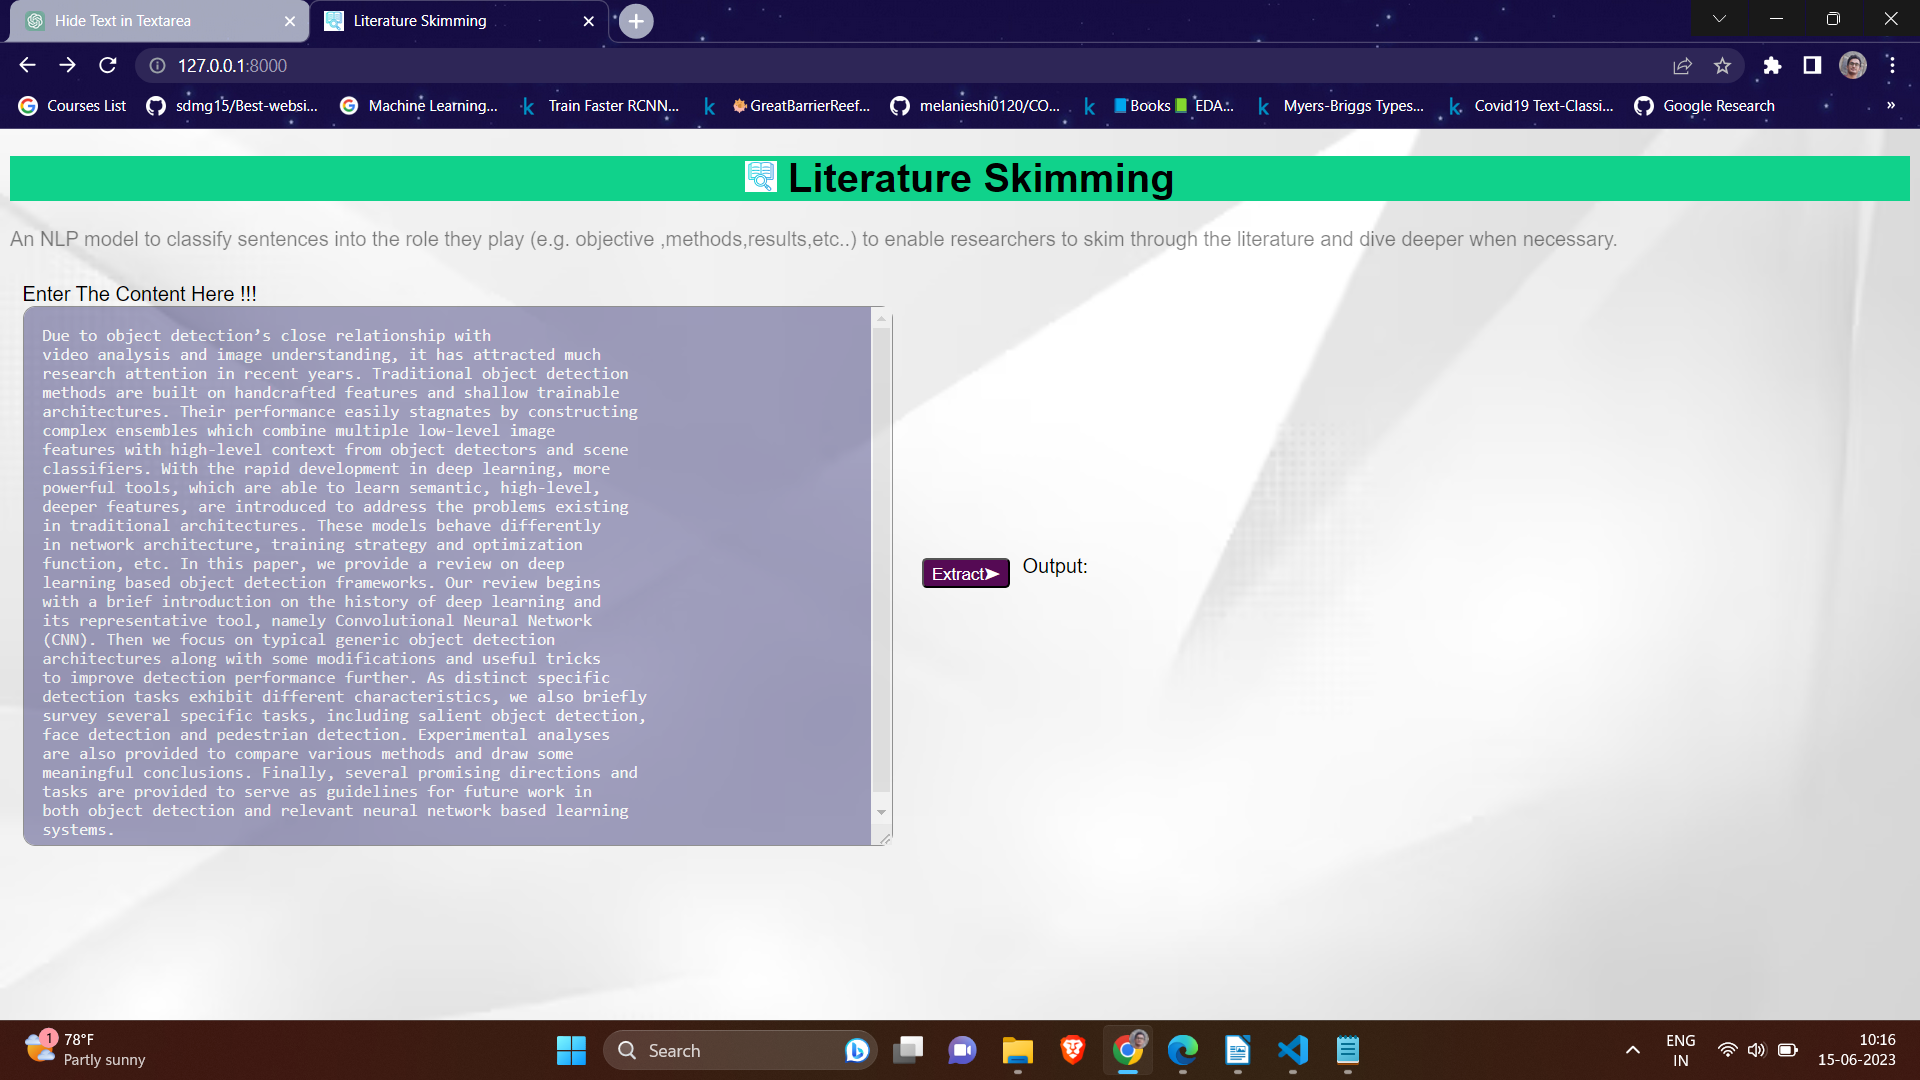 Hide Text in Textarea
Literature Skimming
127.0.0.1:8000
Courses List
sdmg15/Best-websi...
Machine Learning...
Train Faster RCNN...
GreatBarrierReef...
melanieshi0120/CO...
Books EDA...
Myers-Briggs Types...
Covid19 Text-Classi...
Google Research
»
Literature Skimming
An NLP model to classify sentences into the role they play (e.g. objective ,methods,results,etc..) to enable researchers to skim through the literature and dive deeper when necessary.
Enter The Content Here !!!
Due to object detection’s close relationship with
video analysis and image understanding, it has attracted much
research attention in recent years. Traditional object detection
methods are built on handcrafted features and shallow trainable
architectures. Their performance easily stagnates by constructing
complex ensembles which combine multiple low-level image
features with high-level context from object detectors and scene
classifiers. With the rapid development in deep learning, more
powerful tools, which are able to learn semantic, high-level,
deeper features, are introduced to address the problems existing
in traditional architectures. These models behave differently
in network architecture, training strategy and optimization
function, etc. In this paper, we provide a review on deep
learning based object detection frameworks. Our review begins
with a brief introduction on the history of deep learning and
its representative tool, namely Convolutional Neural Network
(CNN). Then we focus on typical generic object detection
architectures along with some modifications and useful tricks
to improve detection performance further. As distinct specific
detection tasks exhibit different characteristics, we also briefly
survey several specific tasks, including salient object detection,
face detection and pedestrian detection. Experimental analyses
are also provided to compare various methods and draw some
meaningful conclusions. Finally, several promising directions and
tasks are provided to serve as guidelines for future work in
both object detection and relevant neural network based learning
systems.
Extract➤
Output:
1
78°F
Partly sunny
Search
ENG
IN
10:16
15-06-2023